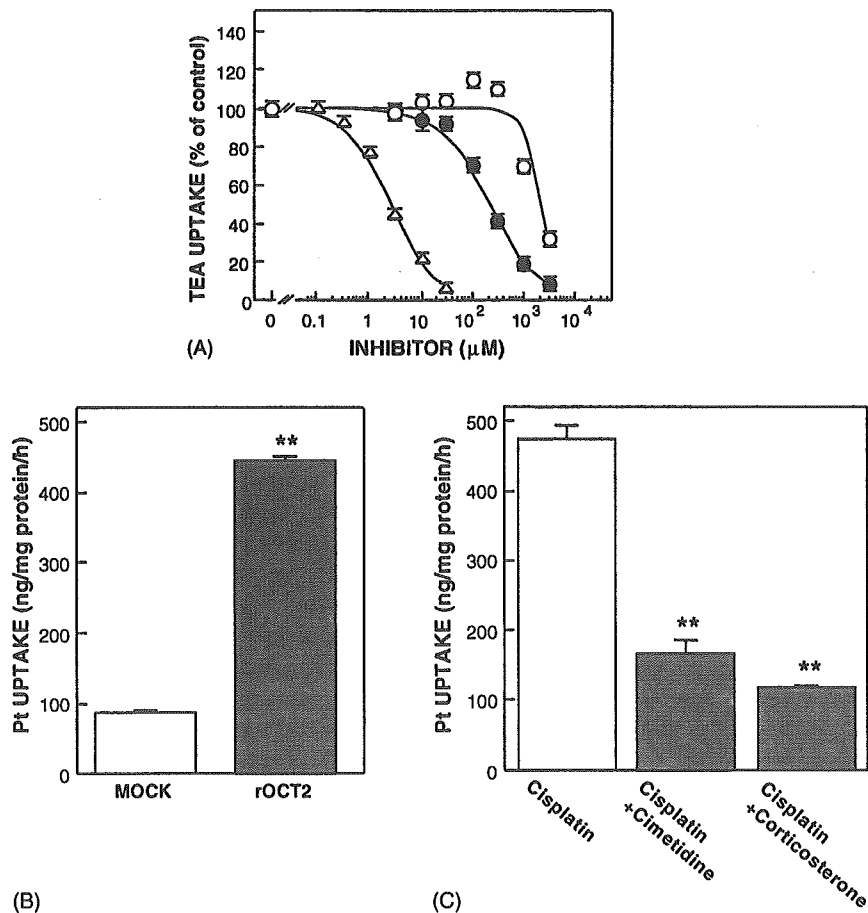 TEA UPTAKE (% of control)
140
120
100
80
60
40
20
0
0 0.1 1 10 10² 10³ 10⁴
INHIBITOR (µM)
(A)
Pt UPTAKE (ng/mg protein/h)
500
400
300
200
100
0
**
MOCK rOCT2
(B)
Pt UPTAKE (ng/mg protein/h)
500
400
300
200
100
0
**
**
Cisplatin
Cisplatin
+Cimetidine
Cisplatin
+Corticosterone
(C)